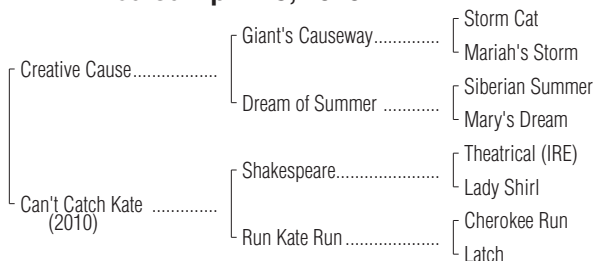 Storm Cat
Giant's Causeway..............
Mariah's Storm
Creative Cause..................
Siberian Summer
Dream of Summer ............
Mary's Dream
Theatrical (IRE)
Shakespeare......................
Lady Shirl
Can't Catch Kate ..............
(2010)
Cherokee Run
Run Kate Run ....................
Latch